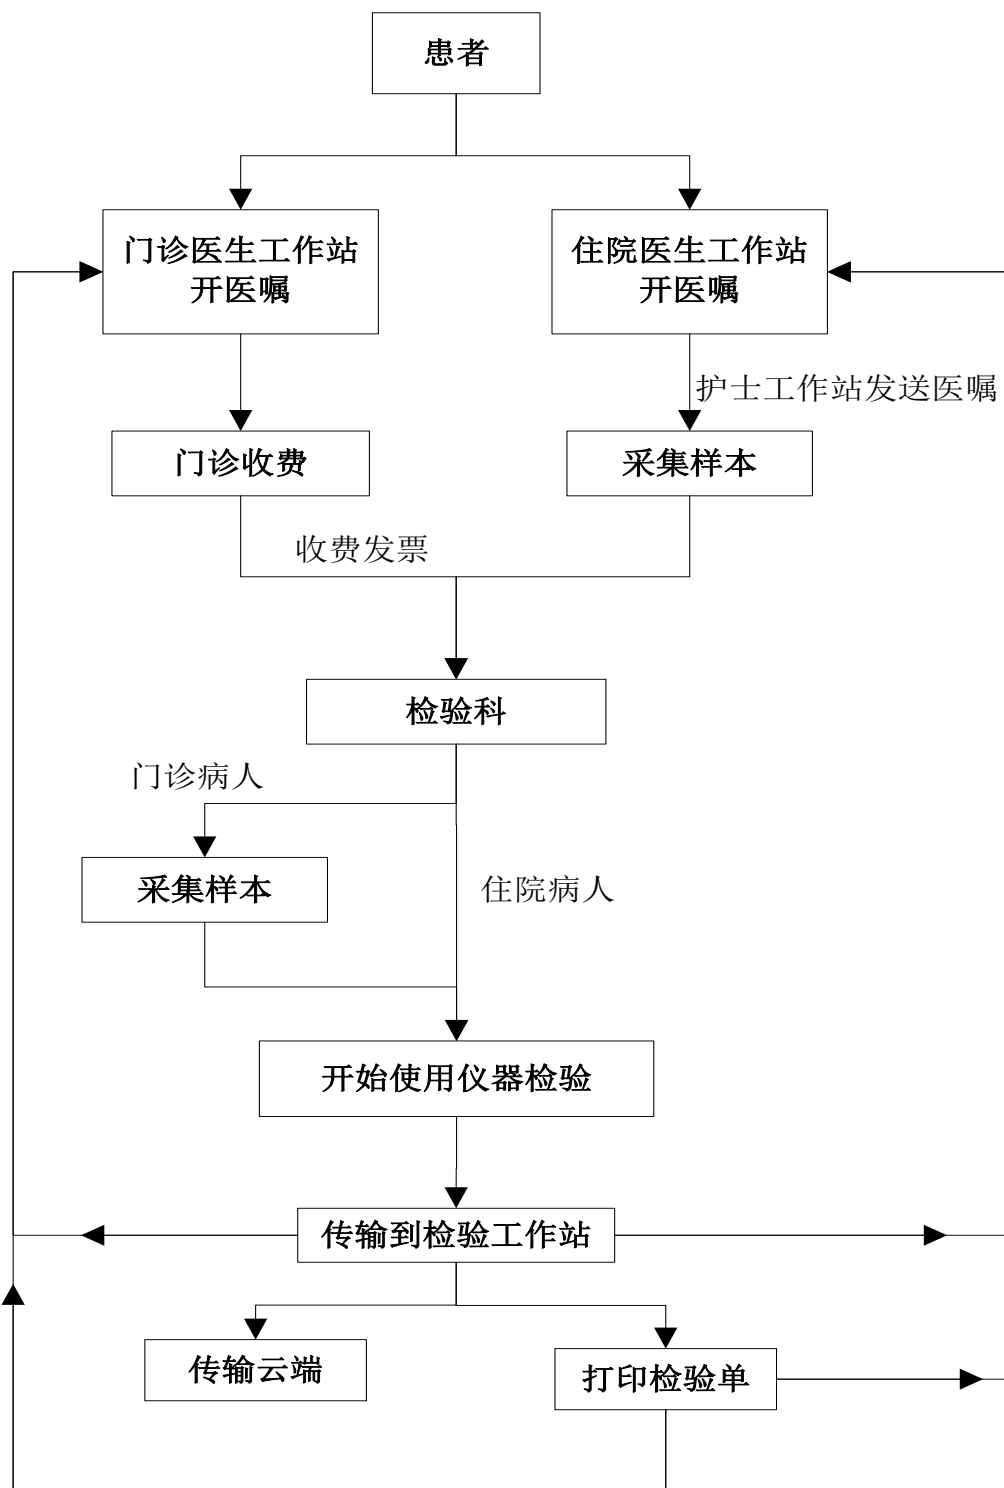 患者
门诊医生工作站
开医嘱
住院医生工作站
开医嘱
护士工作站发送医嘱
门诊收费
采集样本
收费发票
检验科
门诊病人
采集样本
住院病人
开始使用仪器检验
传输到检验工作站
传输云端
打印检验单